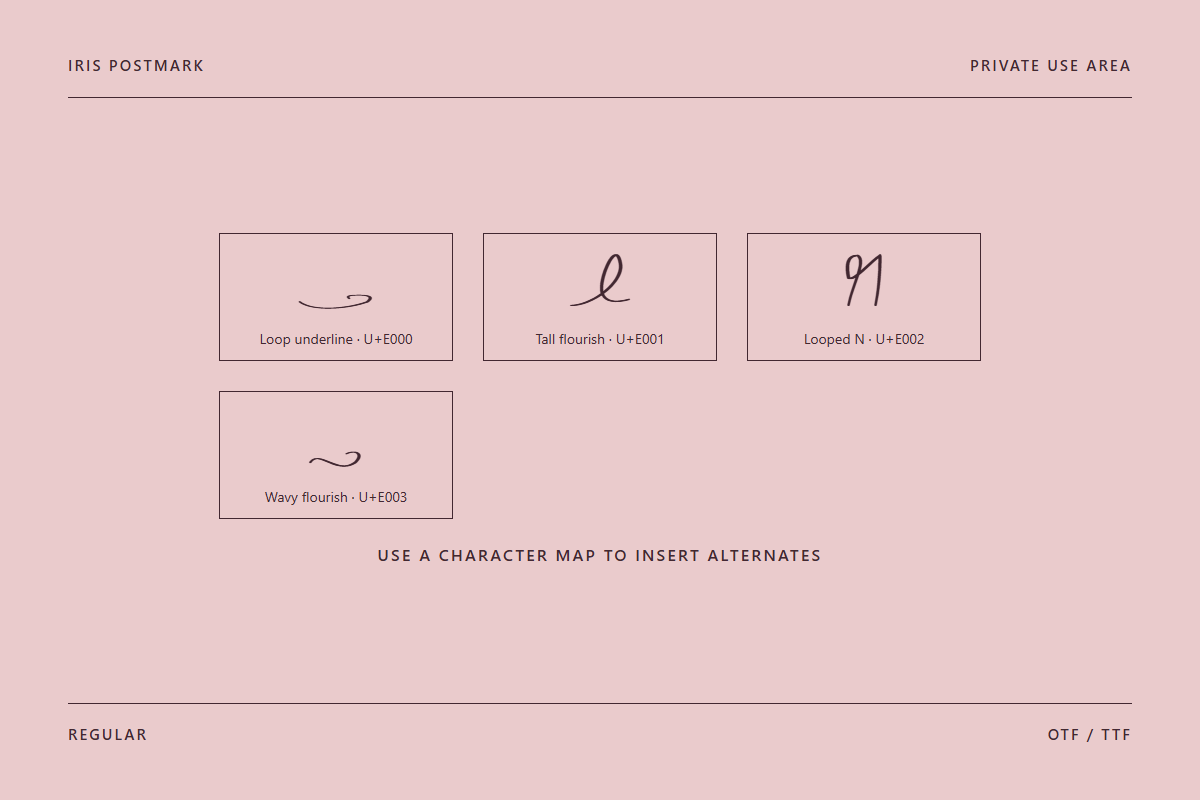 IRIS POSTMARK
PRIVATE USE AREA
Loop underline · U+E000
Tall flourish · U+E001
N
Looped N · U+E002
Wavy flourish · U+E003
USE A CHARACTER MAP TO INSERT ALTERNATES
REGULAR
OTF / TTF